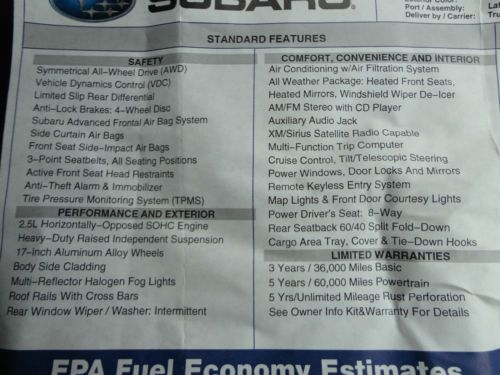 SUBARU
Port / Assembly:
Deliver by / Carrier:
STANDARD FEATURES
SAFETY
Symmetrical All-Wheel Drive (AWD)
Vehicle Dynamics Control (VDC)
Limited Slip Rear Differential
Anti-Lock Brakes: 4-Wheel Disc
Subaru Advanced Frontal Air Bag System
Side Curtain Air Bags
Front Seat Side-Impact Air Bags
3-Point Seatbelts, All Seating Positions
Active Front Seat Head Restraints
Anti-Theft Alarm & Immobilizer
Tire Pressure Monitoring System (TPMS)
PERFORMANCE AND EXTERIOR
2.5L Horizontally-Opposed SOHC Engine
Heavy-Duty Raised Independent Suspension
17-Inch Aluminum Alloy Wheels
Body Side Cladding
Multi-Reflector Halogen Fog Lights
Roof Rails With Cross Bars
Rear Window Wiper / Washer: Intermittent
COMFORT, CONVENIENCE AND INTERIOR
Air Conditioning w/Air Filtration System
All Weather Package: Heated Front Seats,
Heated Mirrors, Windshield Wiper De-Icer
AM/FM Stereo with CD Player
Auxiliary Audio Jack
XM/Sirius Satellite Radio Capable
Multi-Function Trip Computer
Cruise Control, Tilt/Telescopic Steering
Power Windows, Door Locks And Mirrors
Remote Keyless Entry System
Map Lights & Front Door Courtesy Lights
Power Driver's Seat: 8-Way
Rear Seatback 60/40 Split Fold-Down
Cargo Area Tray, Cover & Tie-Down Hooks
LIMITED WARRANTIES
3 Years / 36,000 Miles Basic
5 Years / 60,000 Miles Powertrain
5 Yrs/Unlimited Mileage Rust Perforation
See Owner Info Kit&Warranty For Details
EPA Fuel Economy Estimates